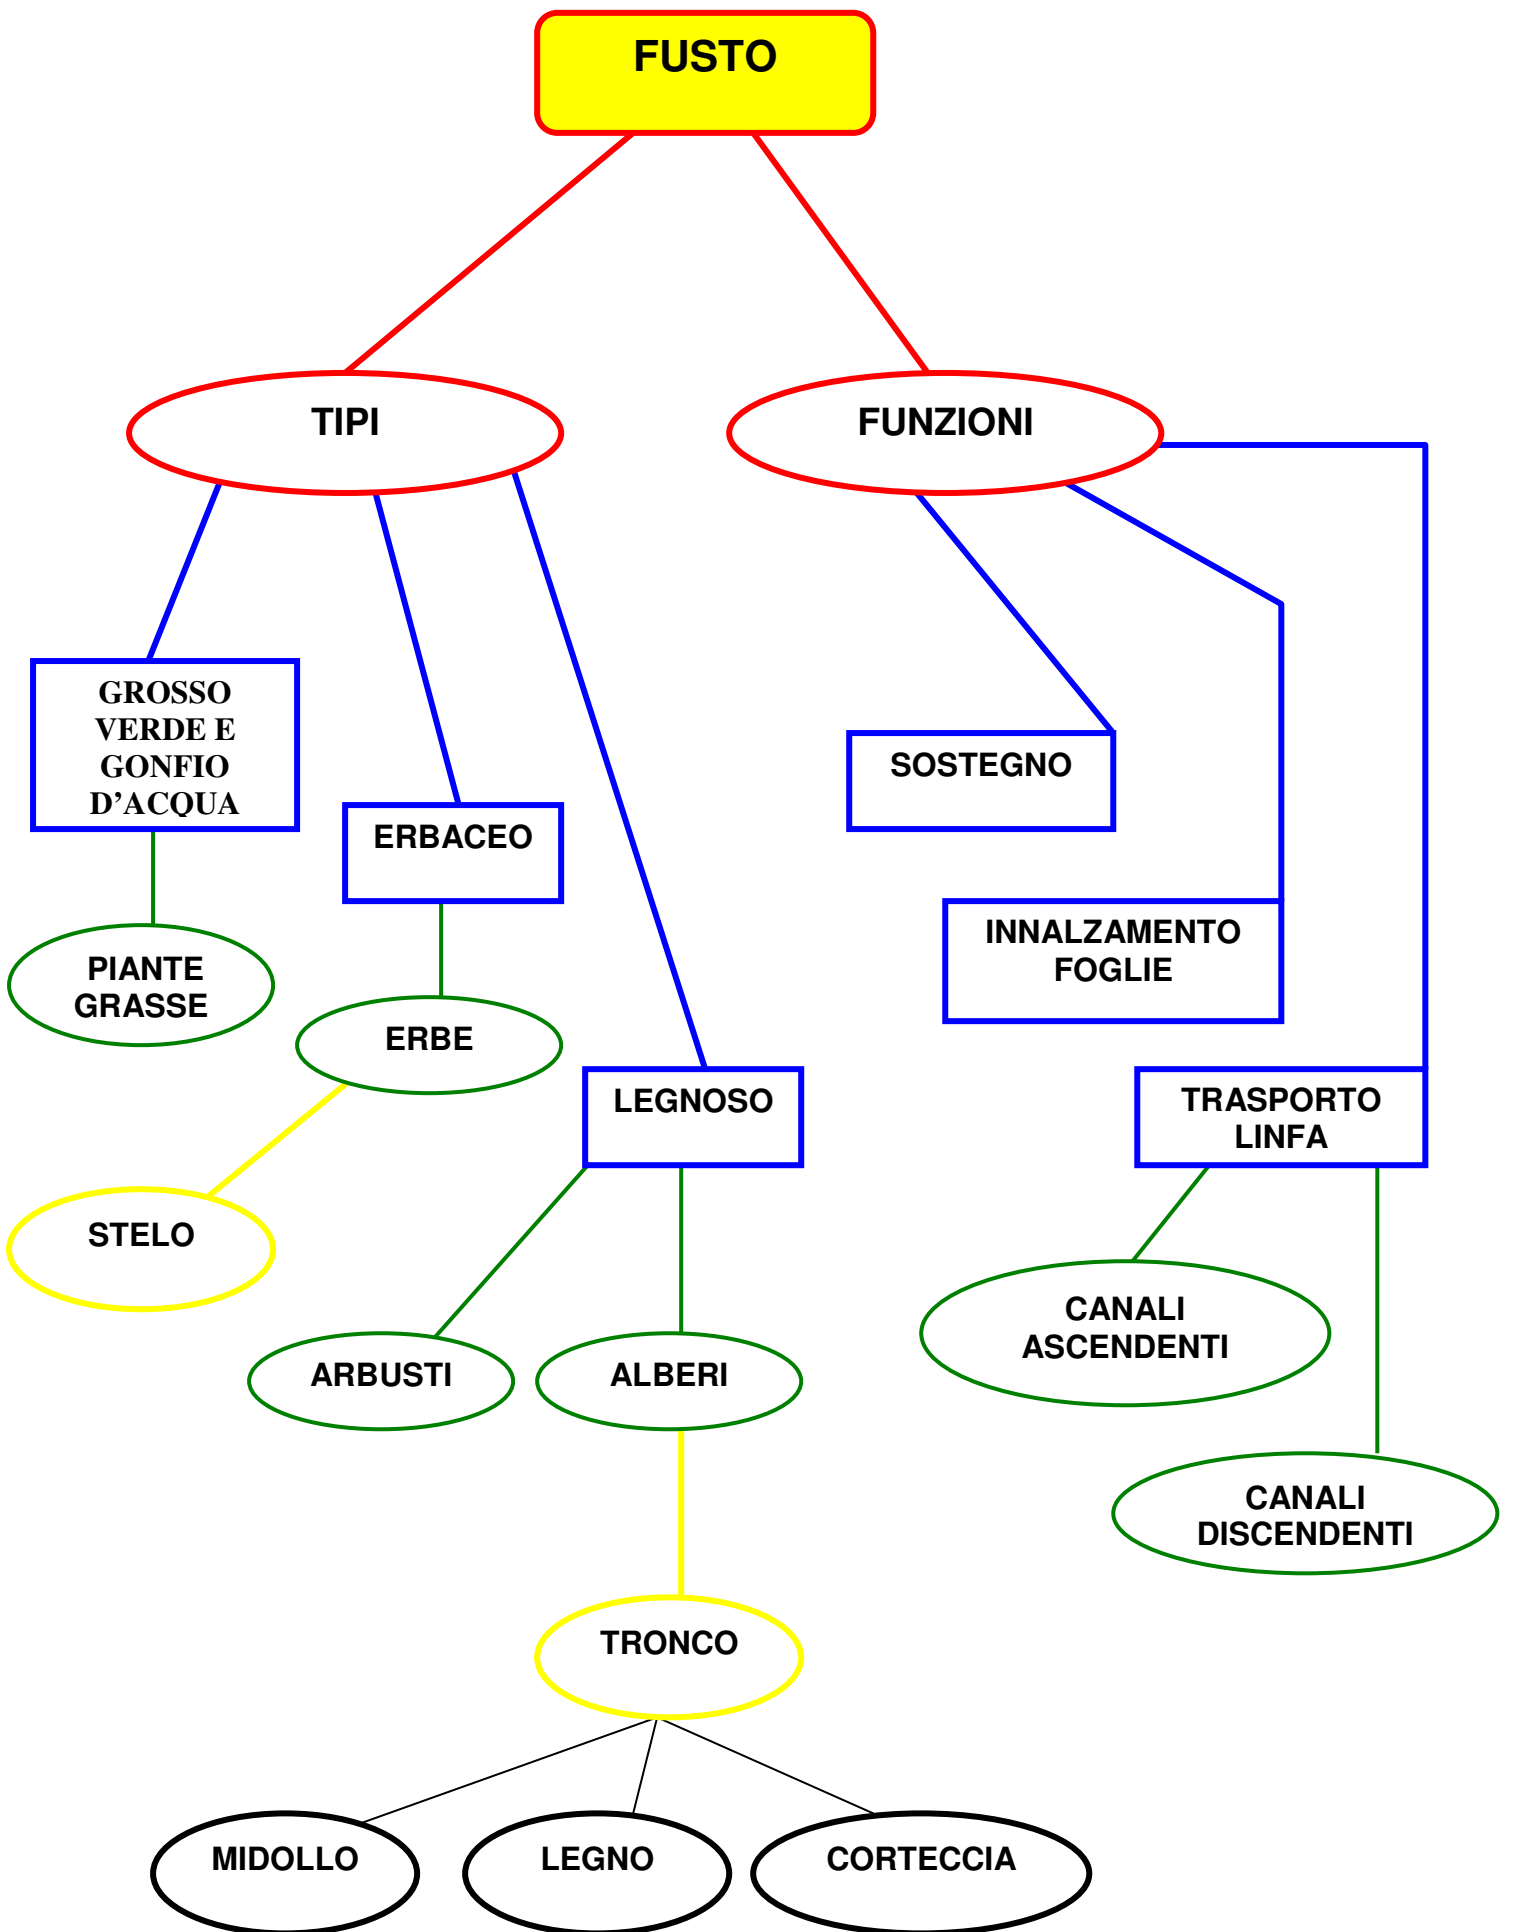 FUSTO
TIPI
FUNZIONI
GROSSO
VERDE E
GONFIO
D’ACQUA
SOSTEGNO
ERBACEO
INNALZAMENTO
FOGLIE
PIANTE
GRASSE
ERBE
LEGNOSO
TRASPORTO
LINFA
STELO
CANALI
ASCENDENTI
ARBUSTI
ALBERI
CANALI
DISCENDENTI
TRONCO
MIDOLLO
LEGNO
CORTECCIA